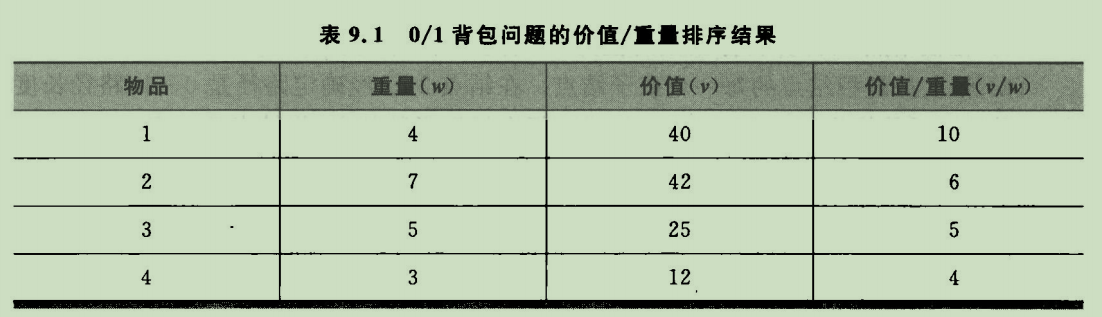 表 9.1 0/1 背包问题的价值/重量排序结果
物品 重量(w) 价值(v) 价值/重量(v/w)
1 4 40 10
2 7 42 6
3 5 25 5
4 3 12 4